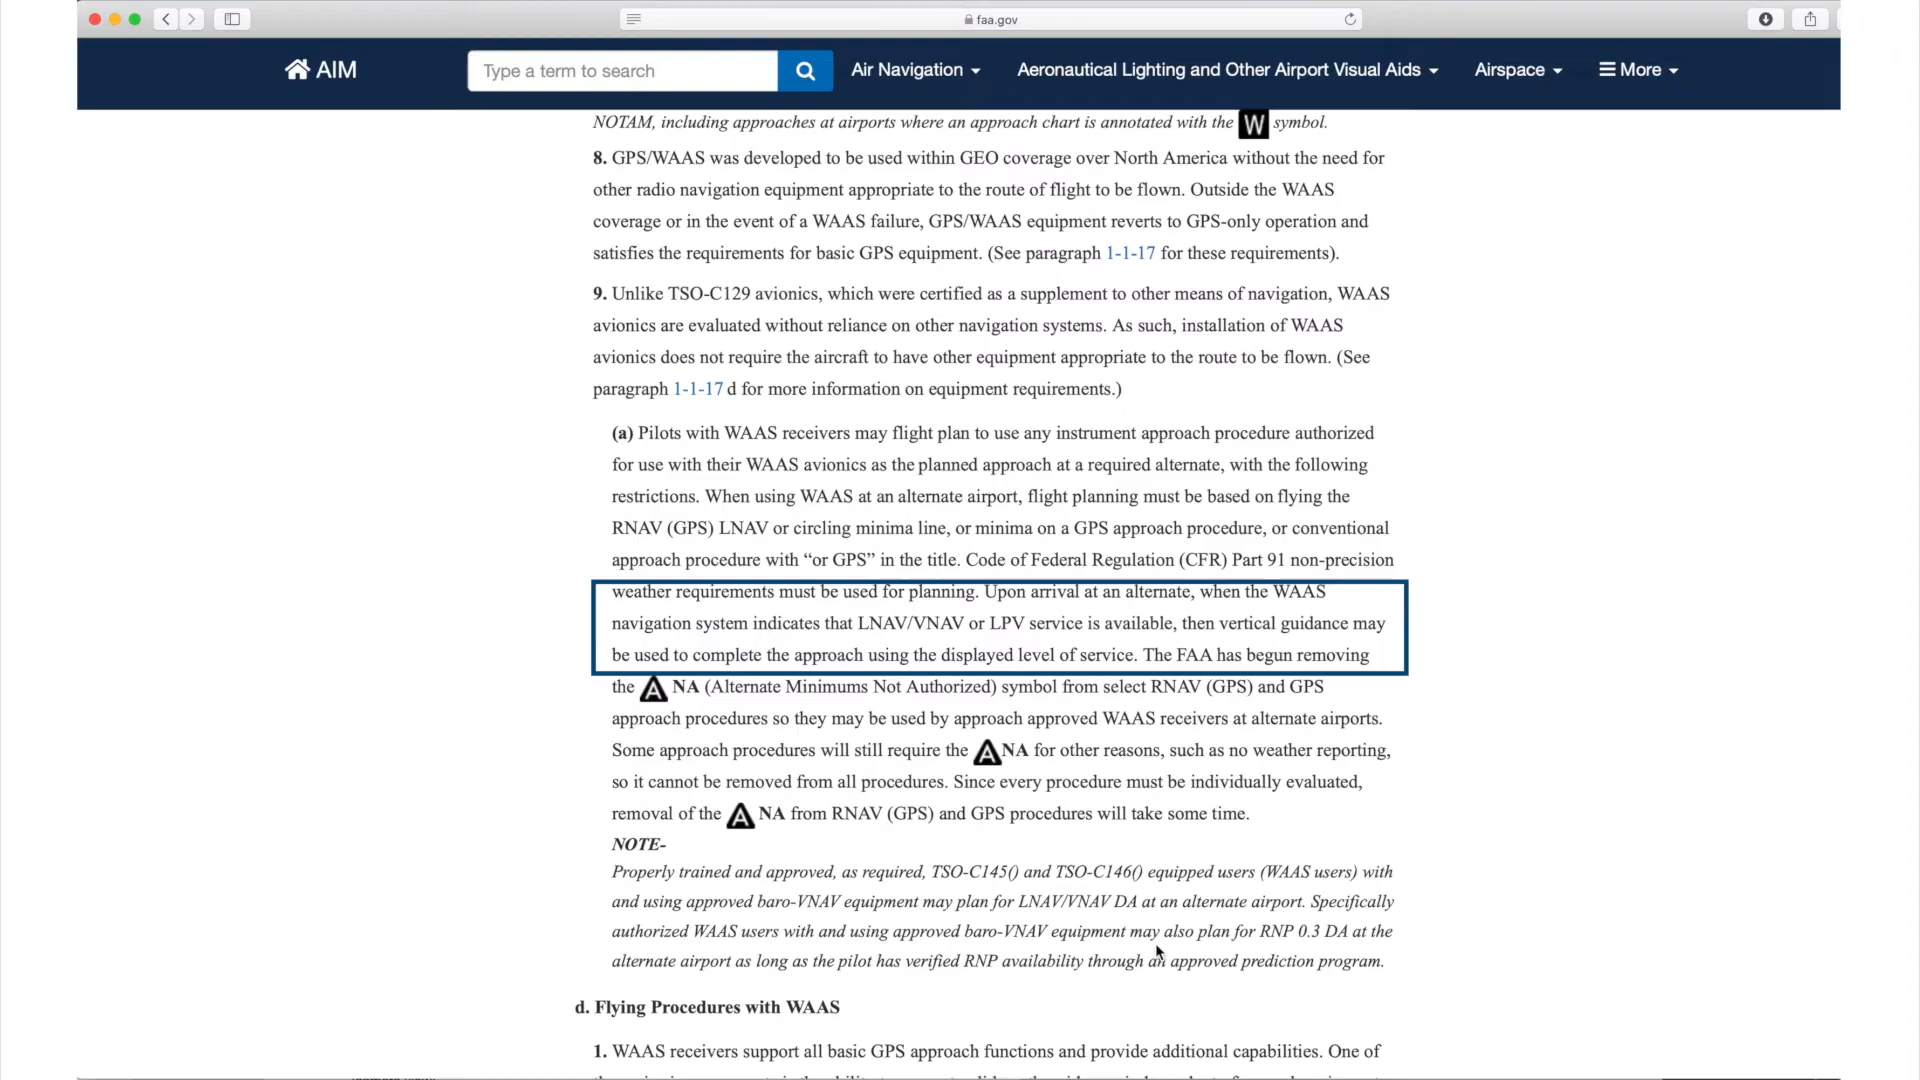 faa.gov
AIM
Type a term to search
Air Navigation
Aeronautical Lighting and Other Airport Visual Aids
Airspace
More
NOTAM, including approaches at airports where an approach chart is annotated with the W symbol.
8. GPS/WAAS was developed to be used within GEO coverage over North America without the need for
other radio navigation equipment appropriate to the route of flight to be flown. Outside the WAAS
coverage or in the event of a WAAS failure, GPS/WAAS equipment reverts to GPS-only operation and
satisfies the requirements for basic GPS equipment. (See paragraph 1-1-17 for these requirements).
9. Unlike TSO-C129 avionics, which were certified as a supplement to other means of navigation, WAAS
avionics are evaluated without reliance on other navigation systems. As such, installation of WAAS
avionics does not require the aircraft to have other equipment appropriate to the route to be flown. (See
paragraph 1-1-17 d for more information on equipment requirements.)
(a) Pilots with WAAS receivers may flight plan to use any instrument approach procedure authorized
for use with their WAAS avionics as the planned approach at a required alternate, with the following
restrictions. When using WAAS at an alternate airport, flight planning must be based on flying the
RNAV (GPS) LNAV or circling minima line, or minima on a GPS approach procedure, or conventional
approach procedure with “or GPS” in the title. Code of Federal Regulation (CFR) Part 91 non-precision
weather requirements must be used for planning. Upon arrival at an alternate, when the WAAS
navigation system indicates that LNAV/VNAV or LPV service is available, then vertical guidance may
be used to complete the approach using the displayed level of service. The FAA has begun removing
the A NA (Alternate Minimums Not Authorized) symbol from select RNAV (GPS) and GPS
approach procedures so they may be used by approach approved WAAS receivers at alternate airports.
Some approach procedures will still require the A NA for other reasons, such as no weather reporting,
so it cannot be removed from all procedures. Since every procedure must be individually evaluated,
removal of the A NA from RNAV (GPS) and GPS procedures will take some time.
NOTE-
Properly trained and approved, as required, TSO-C145() and TSO-C146() equipped users (WAAS users) with
and using approved baro-VNAV equipment may plan for LNAV/VNAV DA at an alternate airport. Specifically
authorized WAAS users with and using approved baro-VNAV equipment may also plan for RNP 0.3 DA at the
alternate airport as long as the pilot has verified RNP availability through an approved prediction program.
d. Flying Procedures with WAAS
1. WAAS receivers support all basic GPS approach functions and provide additional capabilities. One of